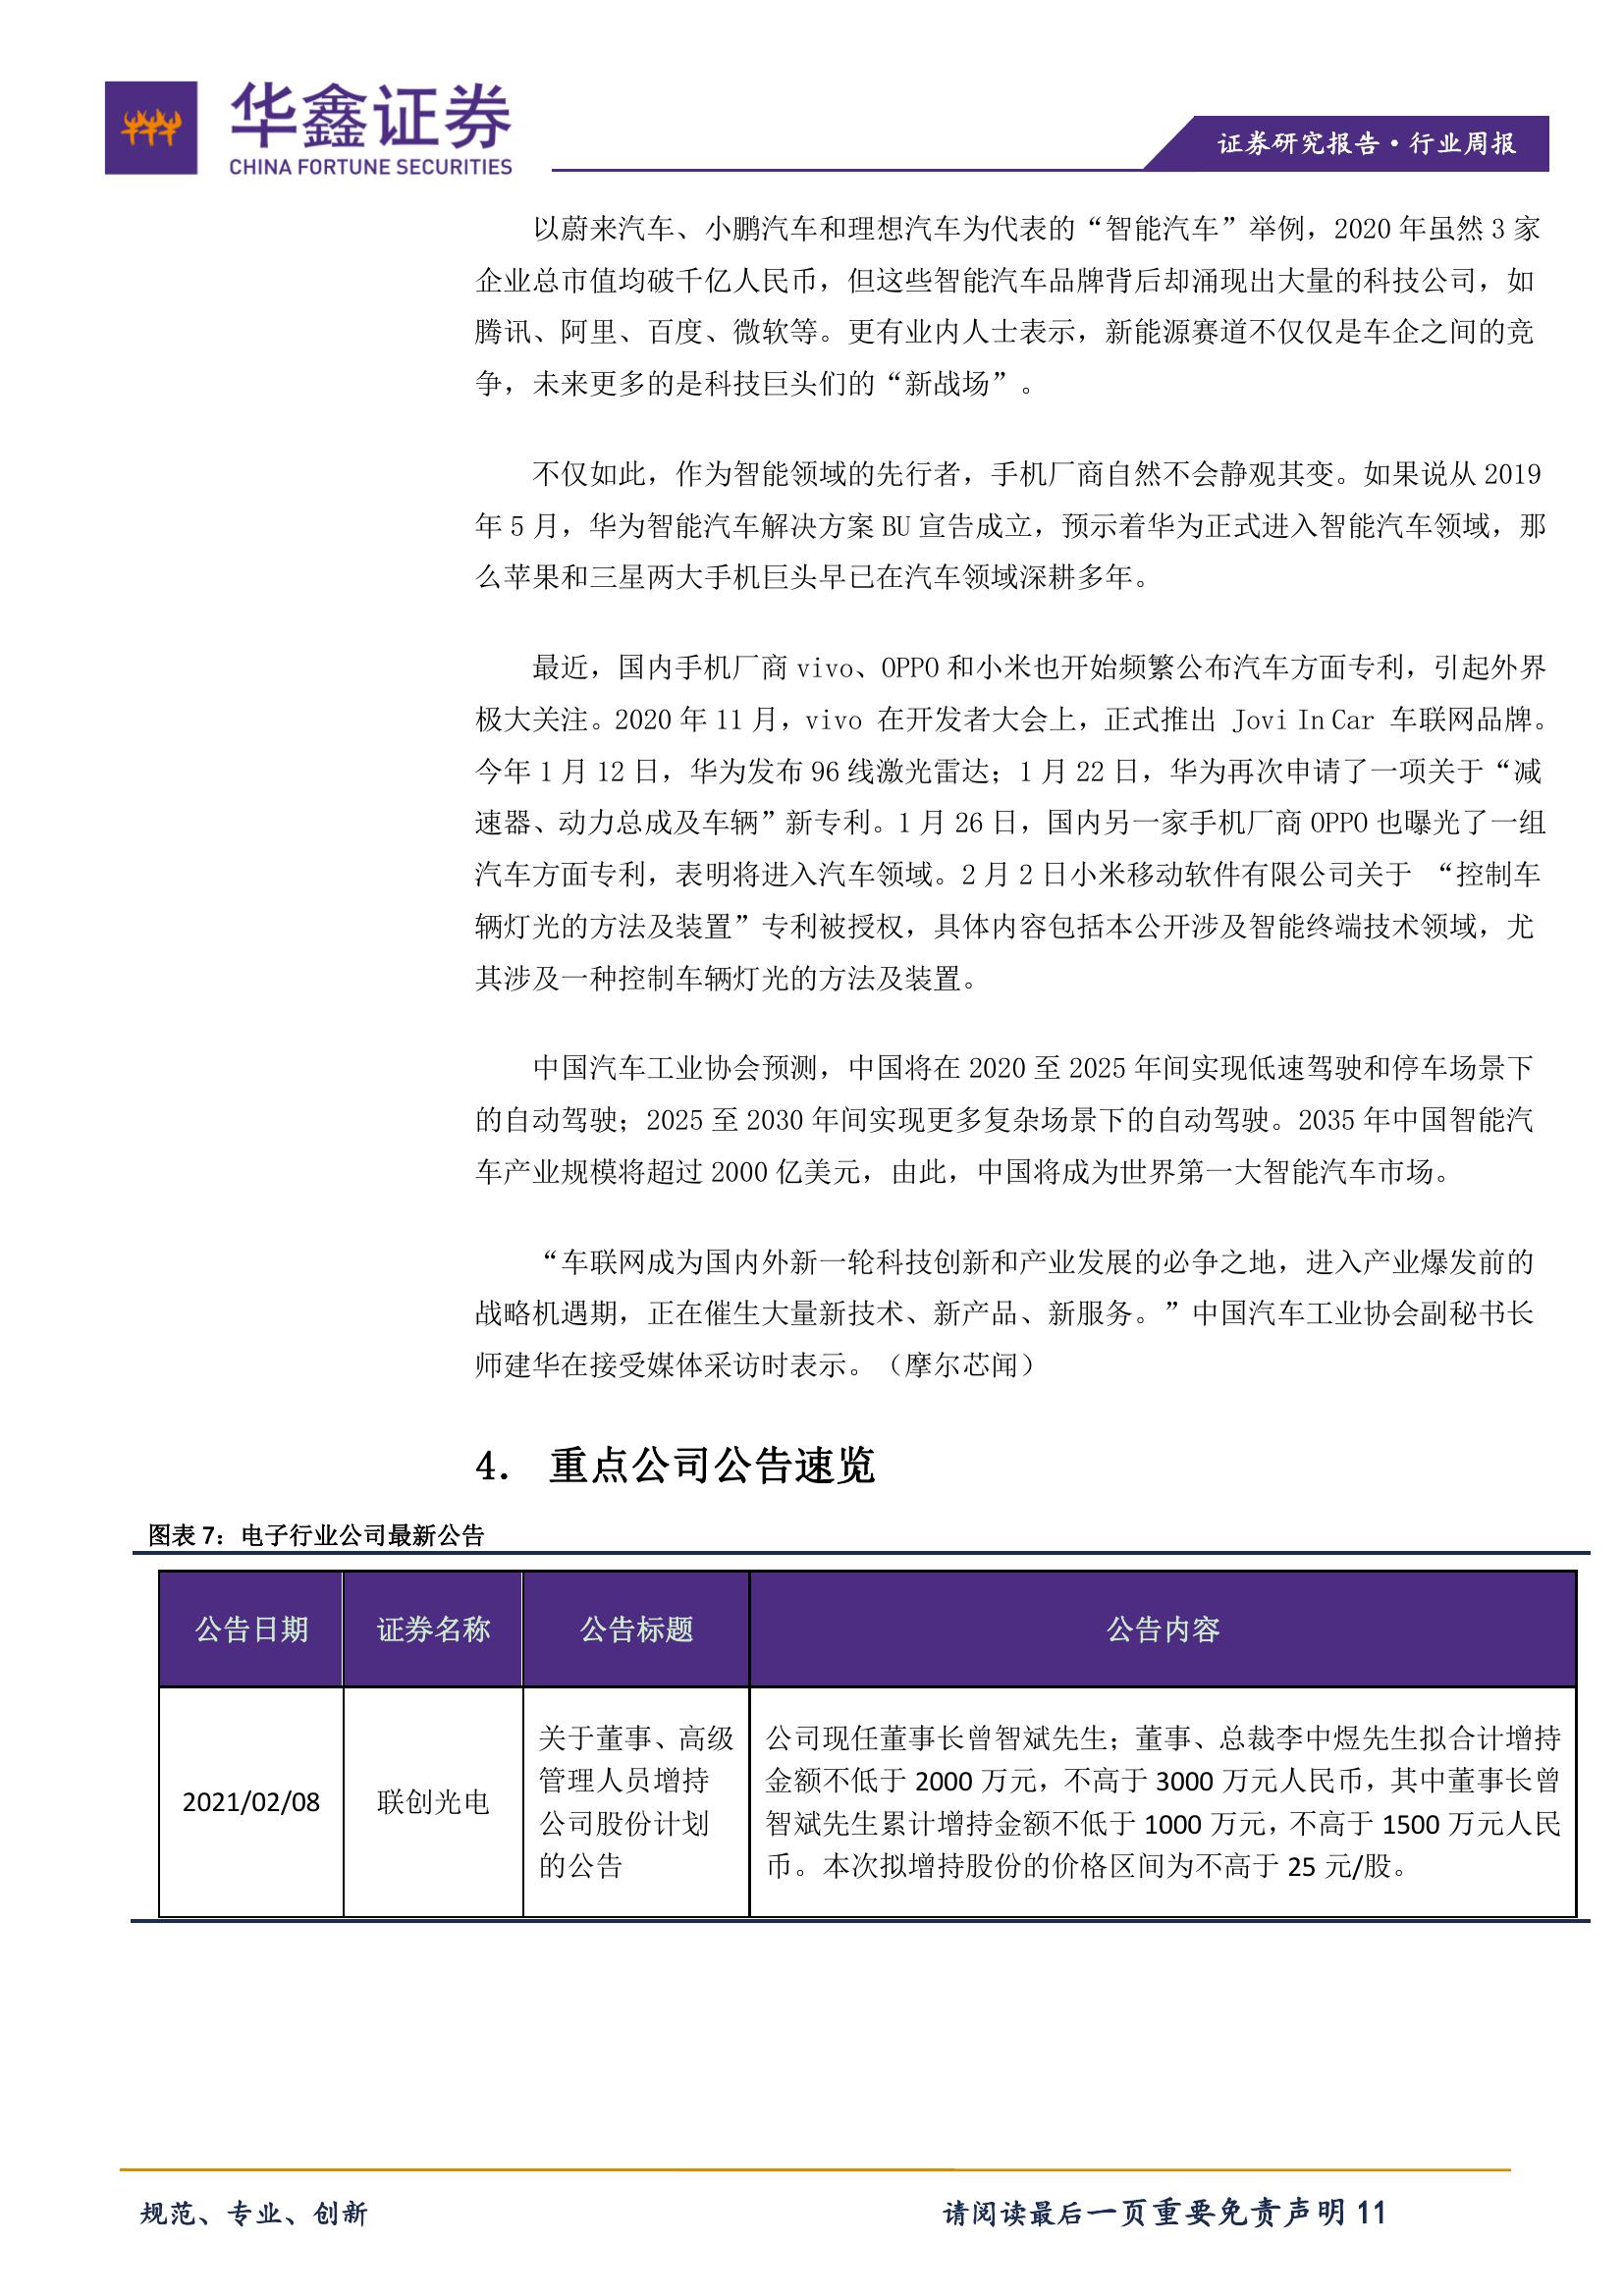 华鑫证券
CHINA FORTUNE SECURITIES
证券研究报告·行业周报
以蔚来汽车、小鹏汽车和理想汽车为代表的“智能汽车”举例，2020 年虽然 3 家
企业总市值均破千亿人民币，但这些智能汽车品牌背后却涌现出大量的科技公司，如
腾讯、阿里、百度、微软等。更有业内人士表示，新能源赛道不仅仅是车企之间的竞
争，未来更多的是科技巨头们的“新战场”。
不仅如此，作为智能领域的先行者，手机厂商自然不会静观其变。如果说从 2019
年 5 月，华为智能汽车解决方案 BU 宣告成立，预示着华为正式进入智能汽车领域，那
么苹果和三星两大手机巨头早已在汽车领域深耕多年。
最近，国内手机厂商 vivo、OPPO 和小米也开始频繁公布汽车方面专利，引起外界
极大关注。2020 年 11 月，vivo 在开发者大会上，正式推出 Jovi In Car 车联网品牌。
今年 1 月 12 日，华为发布 96 线激光雷达；1 月 22 日，华为再次申请了一项关于“减
速器、动力总成及车辆”新专利。1 月 26 日，国内另一家手机厂商 OPPO 也曝光了一组
汽车方面专利，表明将进入汽车领域。2 月 2 日小米移动软件有限公司关于 “控制车
辆灯光的方法及装置”专利被授权，具体内容包括本公开涉及智能终端技术领域，尤
其涉及一种控制车辆灯光的方法及装置。
中国汽车工业协会预测，中国将在 2020 至 2025 年间实现低速驾驶和停车场景下
的自动驾驶；2025 至 2030 年间实现更多复杂场景下的自动驾驶。2035 年中国智能汽
车产业规模将超过 2000 亿美元，由此，中国将成为世界第一大智能汽车市场。
“车联网成为国内外新一轮科技创新和产业发展的必争之地，进入产业爆发前的
战略机遇期，正在催生大量新技术、新产品、新服务。”中国汽车工业协会副秘书长
师建华在接受媒体采访时表示。（摩尔芯闻）
4. 重点公司公告速览
图表 7：电子行业公司最新公告
公告日期 证券名称 公告标题 公告内容
2021/02/08
联创光电
关于董事、高级
管理人员增持
公司股份计划
的公告
公司现任董事长曾智斌先生；董事、总裁李中煜先生拟合计增持
金额不低于 2000 万元，不高于 3000 万元人民币，其中董事长曾
智斌先生累计增持金额不低于 1000 万元，不高于 1500 万元人民
币。本次拟增持股份的价格区间为不高于 25 元/股。
规范、专业、创新
请阅读最后一页重要免责声明 11